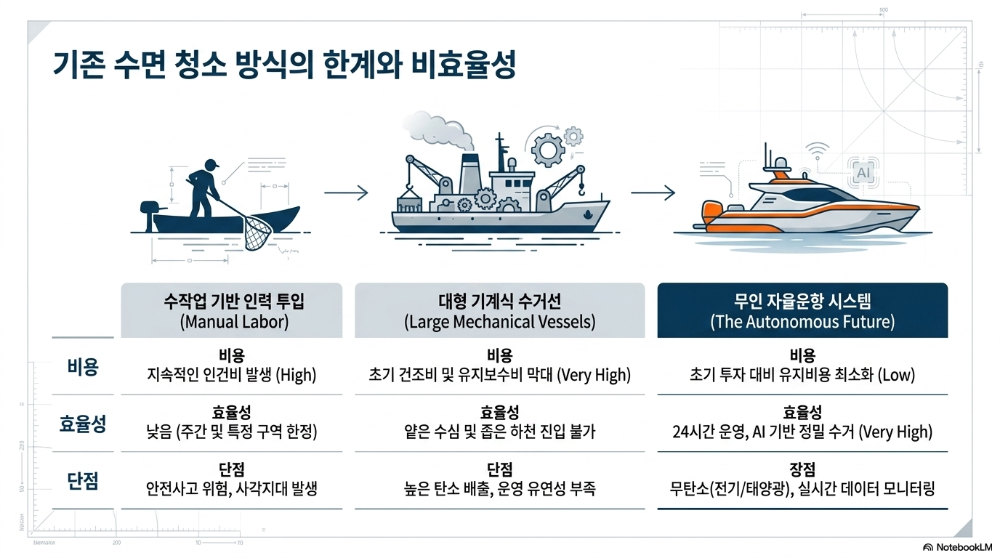 기존 수면 청소 방식의 한계와 비효율성
100
AI
수작업 기반 인력 투입
(Manual Labor)
대형 기계식 수거선
(Large Mechanical Vessels)
무인 자율운항 시스템
(The Autonomous Future)
비용
비용
지속적인 인건비 발생 (High)
비용
초기 건조비 및 유지보수비 막대 (Very High)
비용
초기 투자 대비 유지비용 최소화 (Low)
효율성
효율성
낮음 (주간 및 특정 구역 한정)
효율성
얕은 수심 및 좁은 하천 진입 불가
효율성
24시간 운영, AI 기반 정밀 수거 (Very High)
단점
단점
안전사고 위험, 사각지대 발생
단점
높은 탄소 배출, 운영 유연성 부족
장점
무탄소(전기/태양광), 실시간 데이터 모니터링
200
10
NotebookLM